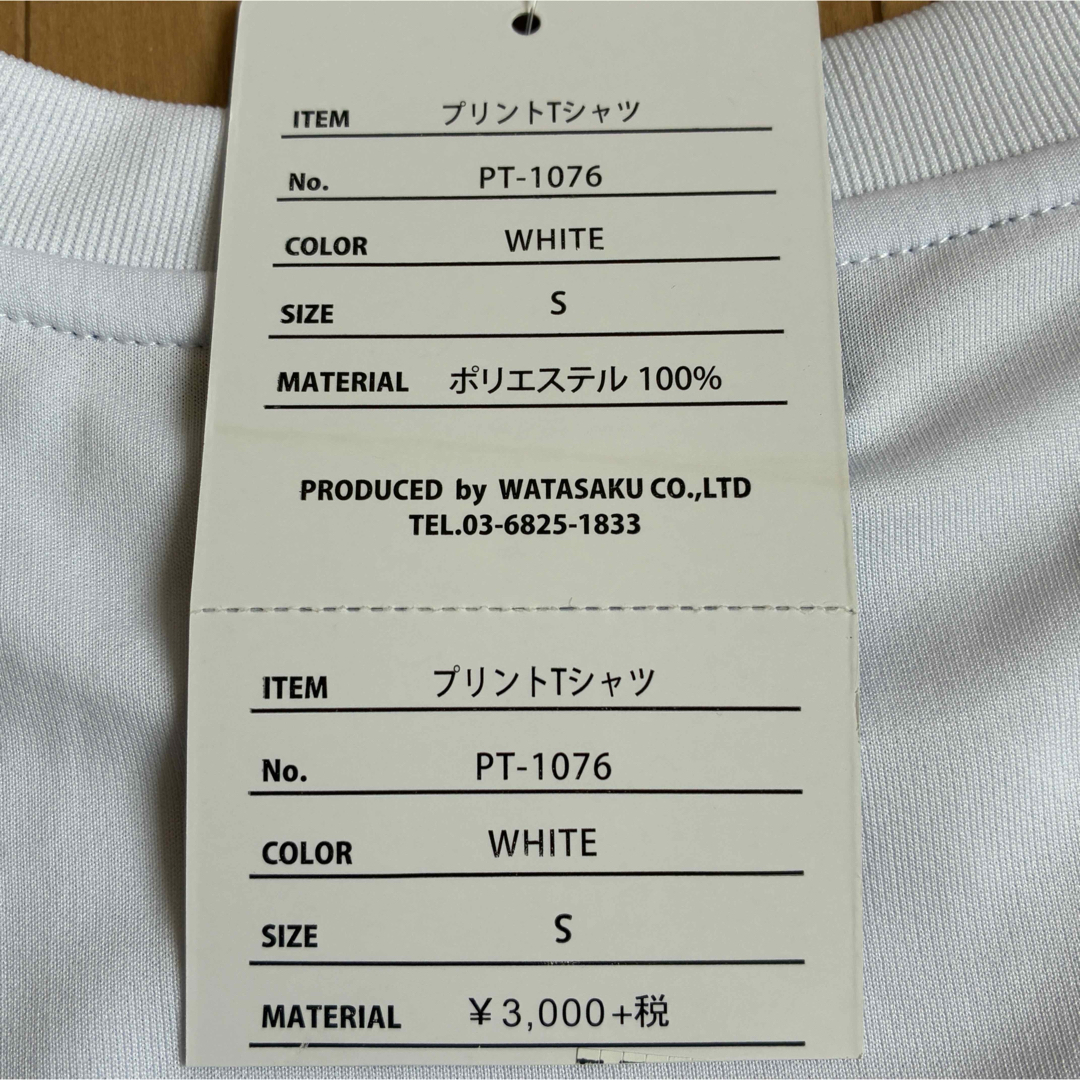 ITEM プリントTシャツ
No. PT-1076
COLOR WHITE
SIZE S
MATERIAL ポリエステル 100%
PRODUCED by WATASAKU CO.,LTD
TEL.03-6825-1833
ITEM プリントTシャツ
No. PT-1076
COLOR WHITE
SIZE S
MATERIAL ¥3,000+税